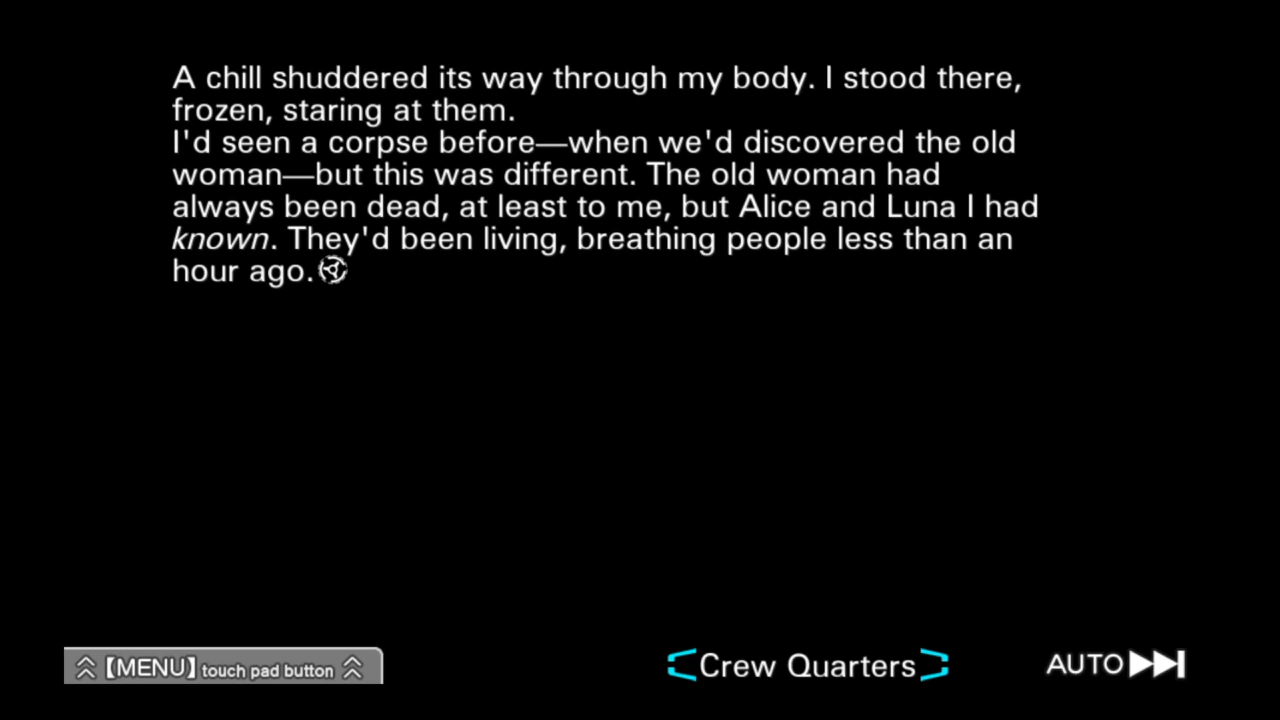 A chill shuddered its way through my body. I stood there,
frozen, staring at them.
I'd seen a corpse before—when we'd discovered the old
woman—but this was different. The old woman had
always been dead, at least to me, but Alice and Luna I had
known. They'd been living, breathing people less than an
hour ago.
【MENU】 touch pad button
Crew Quarters
AUTO